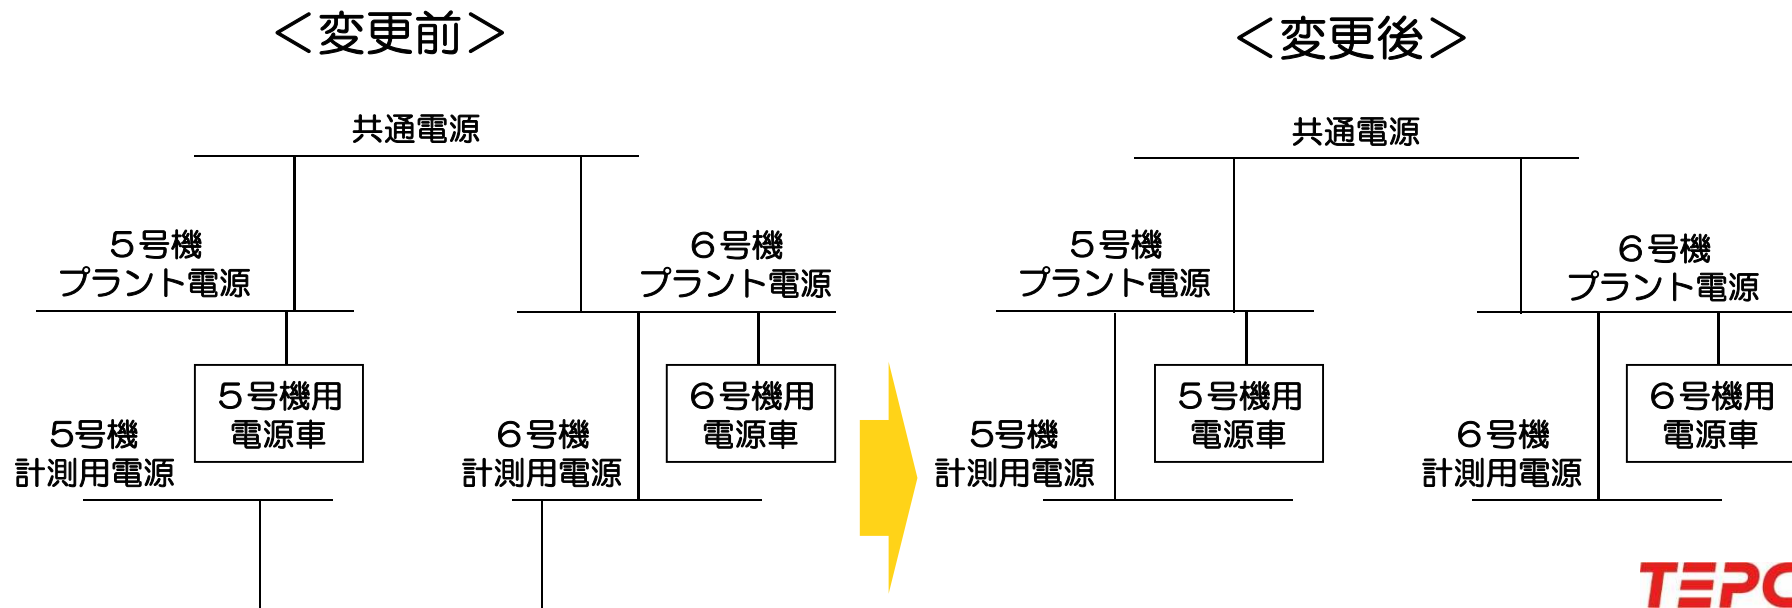 ＜変更前＞
共通電源
５号機
プラント電源
６号機
プラント電源
５号機用
電源車
６号機用
電源車
５号機
計測用電源
６号機
計測用電源
＜変更後＞
共通電源
５号機
プラント電源
６号機
プラント電源
５号機用
電源車
６号機用
電源車
５号機
計測用電源
６号機
計測用電源
TEPC